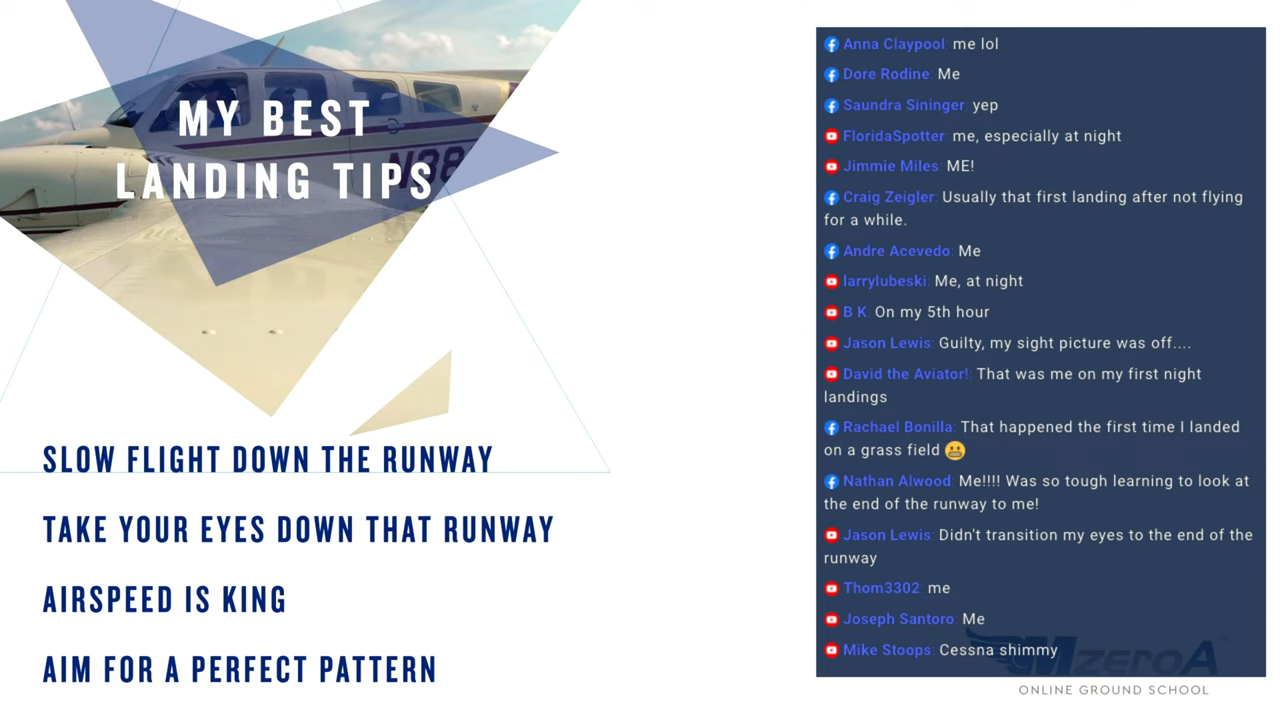 MY BEST
LANDING TIPS
N38
SLOW FLIGHT DOWN THE RUNWAY
TAKE YOUR EYES DOWN THAT RUNWAY
AIRSPEED IS KING
AIM FOR A PERFECT PATTERN
Anna Claypool: me lol
Dore Rodine: Me
Saundra Sininger: yep
FloridaSpotter: me, especially at night
Jimmie Miles: ME!
Craig Zeigler: Usually that first landing after not flying
for a while.
Andre Acevedo: Me
larrylubeski: Me, at night
B K: On my 5th hour
Jason Lewis: Guilty, my sight picture was off....
David the Aviator!: That was me on my first night
landings
Rachael Bonilla: That happened the first time I landed
on a grass field 😬
Nathan Alwood: Me!!!! Was so tough learning to look at
the end of the runway to me!
Jason Lewis: Didn't transition my eyes to the end of the
runway
Thom3302: me
Joseph Santoro: Me
Mike Stoops: Cessna shimmy
MzeroA
ONLINE GROUND SCHOOL